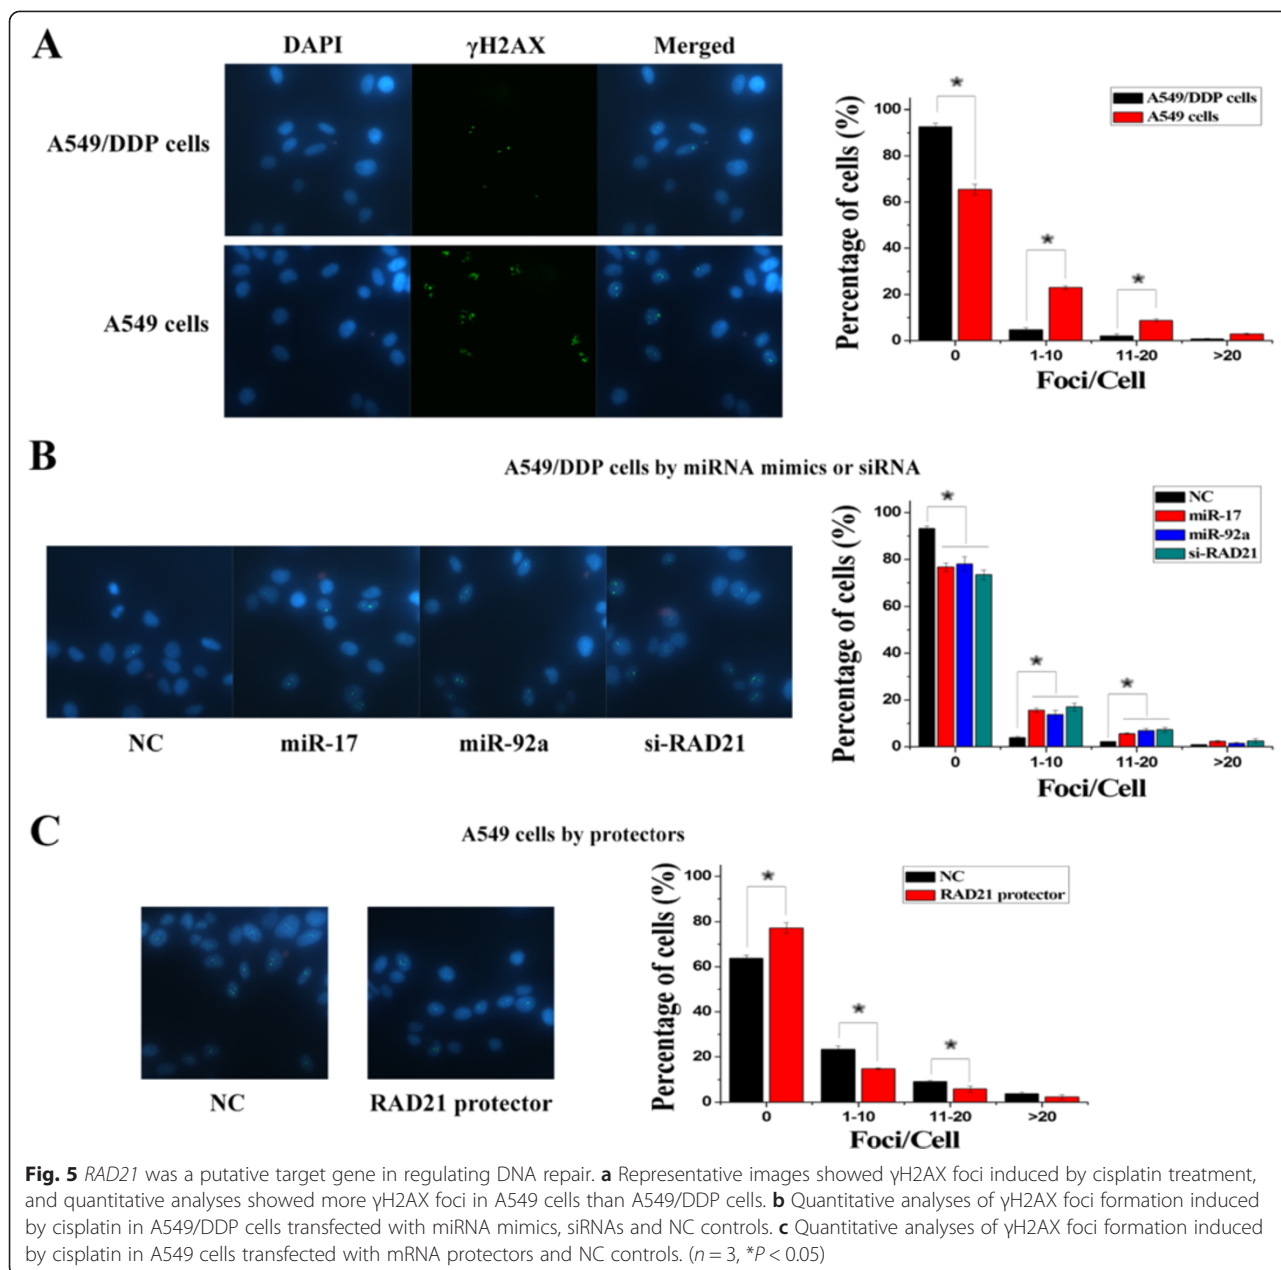 A
DAPI
γH2AX
Merged
A549/DDP cells
A549 cells
Percentage of cells (%)
100
80
60
40
20
0
*
*
*
A549/DDP cells
A549 cells
0
1-10
11-20
>20
Foci/Cell
B
A549/DDP cells by miRNA mimics or siRNA
NC
miR-17
miR-92a
si-RAD21
Percentage of cells (%)
100
80
60
40
20
0
*
*
*
NC
miR-17
miR-92a
si-RAD21
0
1-10
11-20
>20
Foci/Cell
C
A549 cells by protectors
NC
RAD21 protector
Percentage of cells (%)
100
80
60
40
20
0
*
*
*
NC
RAD21 protector
0
1-10
11-20
>20
Foci/Cell
Fig. 5 RAD21 was a putative target gene in regulating DNA repair. a Representative images showed γH2AX foci induced by cisplatin treatment,
and quantitative analyses showed more γH2AX foci in A549 cells than A549/DDP cells. b Quantitative analyses of γH2AX foci formation induced
by cisplatin in A549/DDP cells transfected with miRNA mimics, siRNAs and NC controls. c Quantitative analyses of γH2AX foci formation induced
by cisplatin in A549 cells transfected with mRNA protectors and NC controls. (n = 3, *P < 0.05)